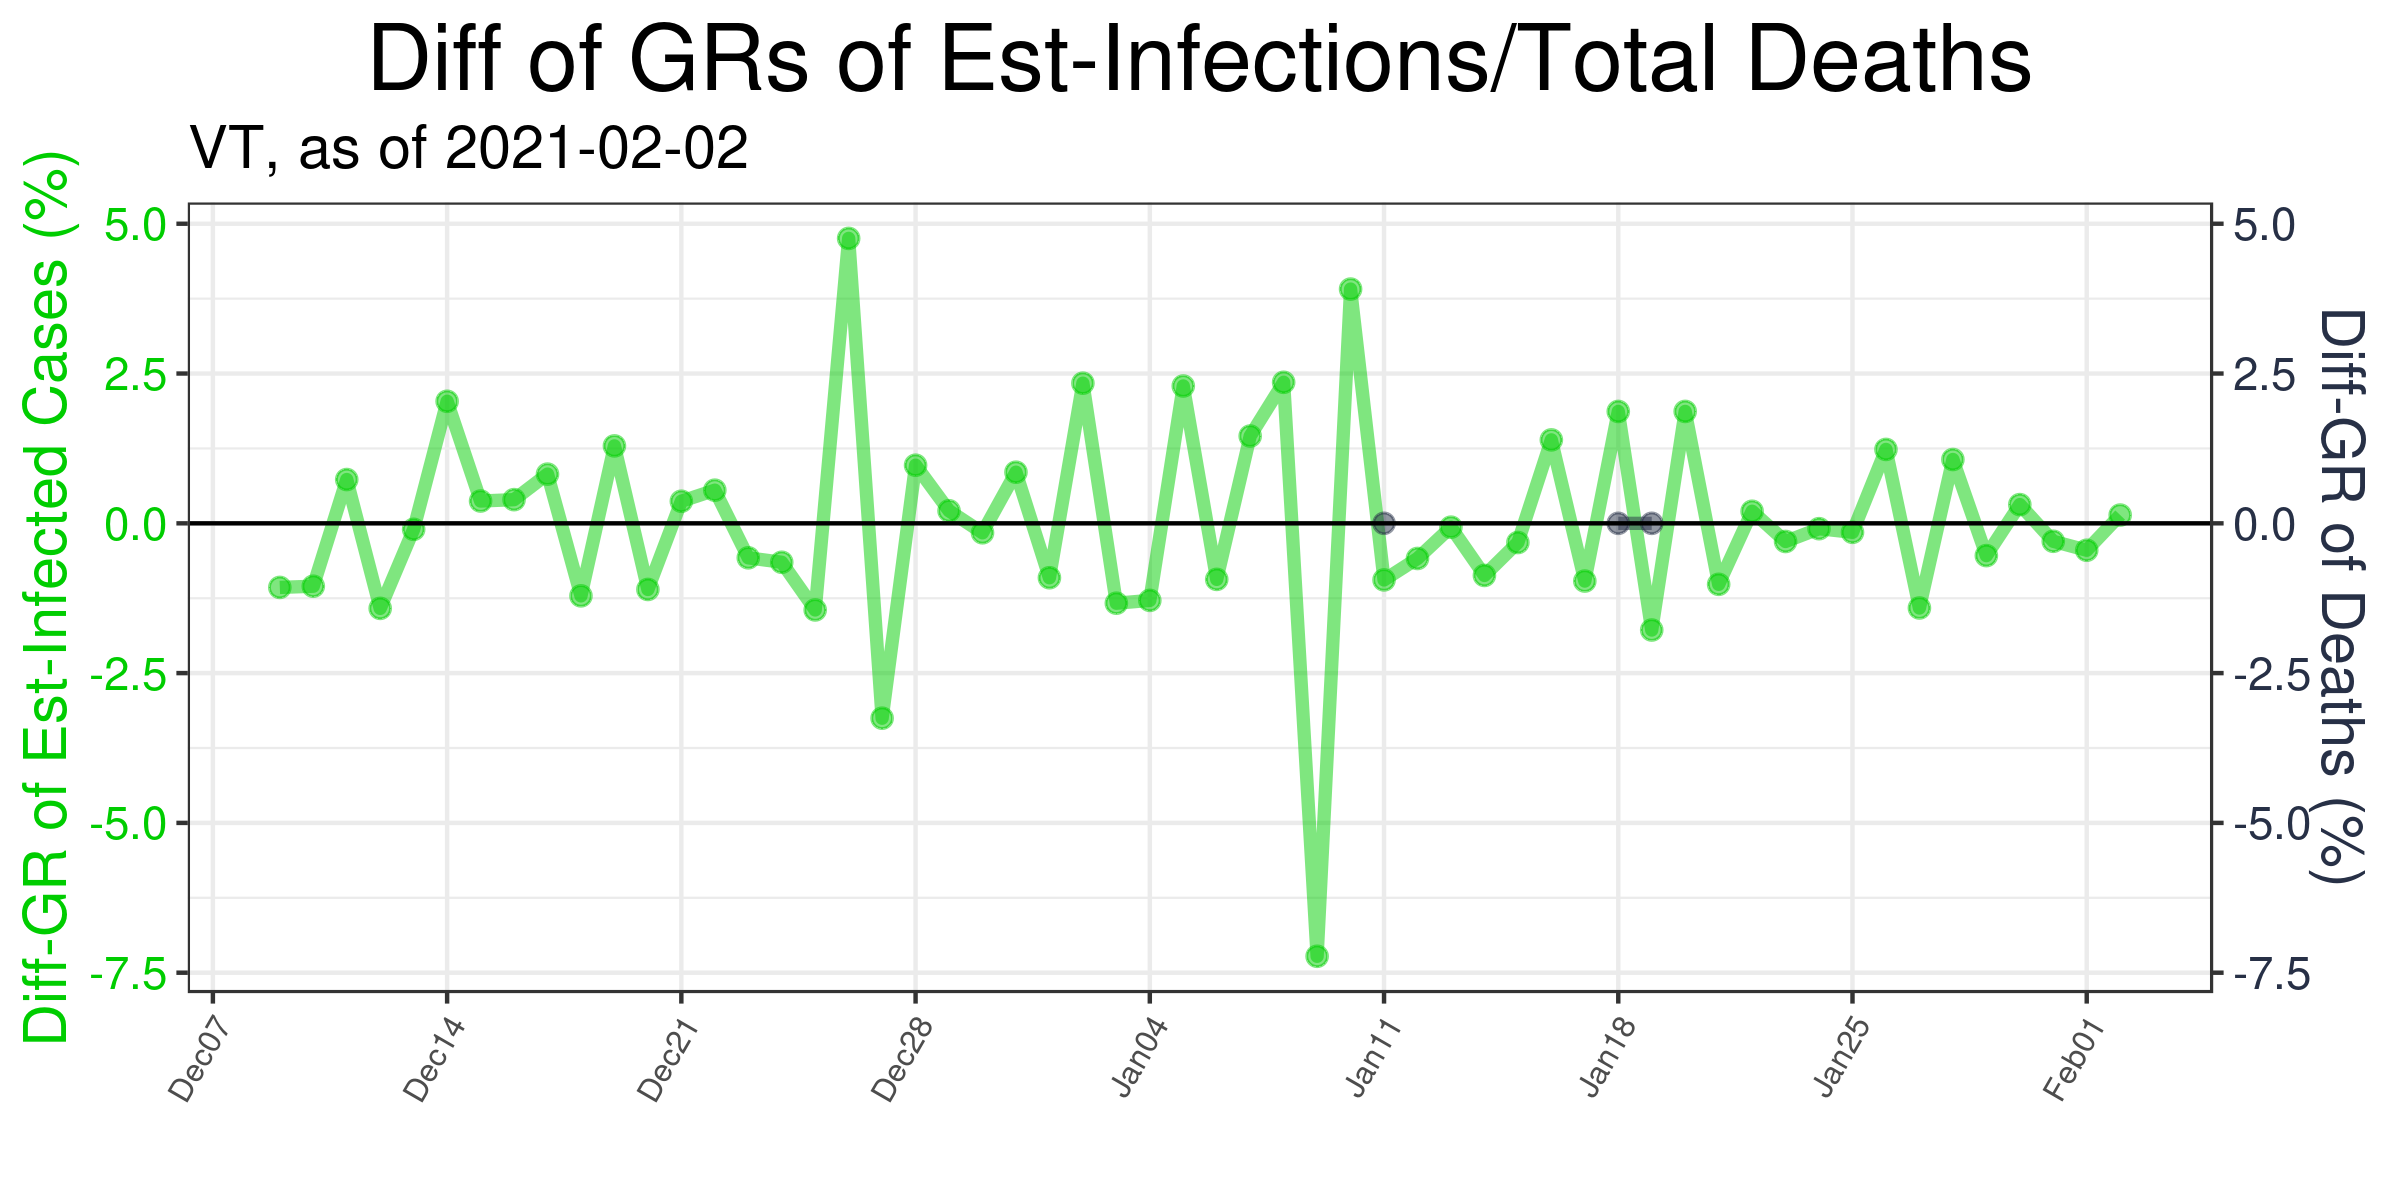 Diff of GRs of Est-Infections/Total Deaths
VT, as of 2021-02-02
Diff-GR of Est-Infected Cases (%)
5.0
2.5
0.0
-2.5
-5.0
-7.5
5.0
2.5
0.0
-2.5
-5.0
-7.5
Diff-GR of Deaths (%)
Dec07
Dec14
Dec21
Dec28
Jan04
Jan11
Jan18
Jan25
Feb01